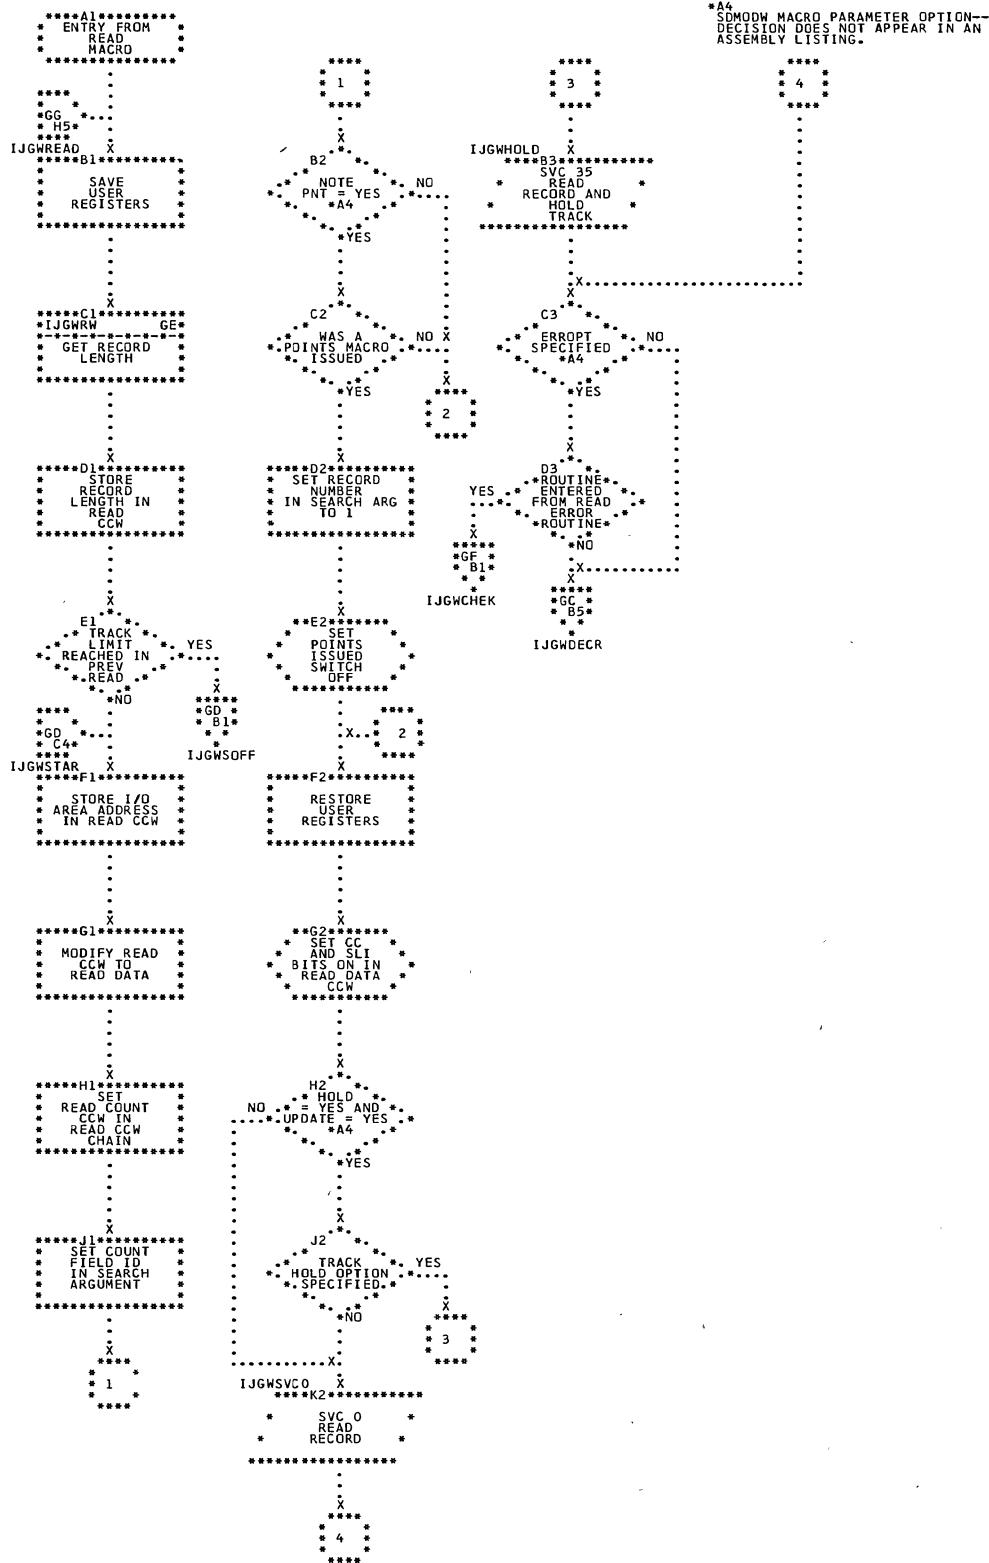 *A4
SDMODW MACRO PARAMETER OPTION--
DECISION DOES NOT APPEAR IN AN
ASSEMBLY LISTING.
A1
ENTRY FROM
READ
MACRO
GG
H5
IJGWREAD
B1
SAVE
USER
REGISTERS
C1
IJGWRW GE
GET RECORD
LENGTH
D1
STORE
RECORD
LENGTH IN
READ
CCW
E1
TRACK
LIMIT
REACHED IN
PREV
READ
YES
NO
GD
B1
IJGWSOFF
GD
C4
IJGWSTAR
F1
STORE I/O
AREA ADDRESS
IN READ CCW
G1
MODIFY READ
CCW TO
READ DATA
H1
SET
READ COUNT
CCW IN
READ CCW
CHAIN
J1
SET COUNT
FIELD ID
IN SEARCH
ARGUMENT
1
1
B2
NOTE
PNT = YES
*A4
NO
YES
C2
WAS A
POINTS MACRO
ISSUED
NO
YES
2
D2
SET RECORD
NUMBER
IN SEARCH ARG
TO 1
E2
SET
POINTS
ISSUED
SWITCH
OFF
2
F2
RESTORE
USER
REGISTERS
G2
SET CC
AND SLI
BITS ON IN
READ DATA
CCW
H2
HOLD
= YES AND
UPDATE = YES
*A4
NO
YES
J2
TRACK
HOLD OPTION
SPECIFIED
YES
NO
3
IJGWSVC0
K2
SVC 0
READ
RECORD
4
3
IJGWHOLD
B3
SVC 35
READ
RECORD AND
HOLD
TRACK
C3
ERROPT
SPECIFIED
*A4
NO
YES
D3
ROUTINE
ENTERED
FROM READ
ERROR
ROUTINE
YES
NO
GF
B1
IJGWCHEK
GC
B5
IJGWDECR
4